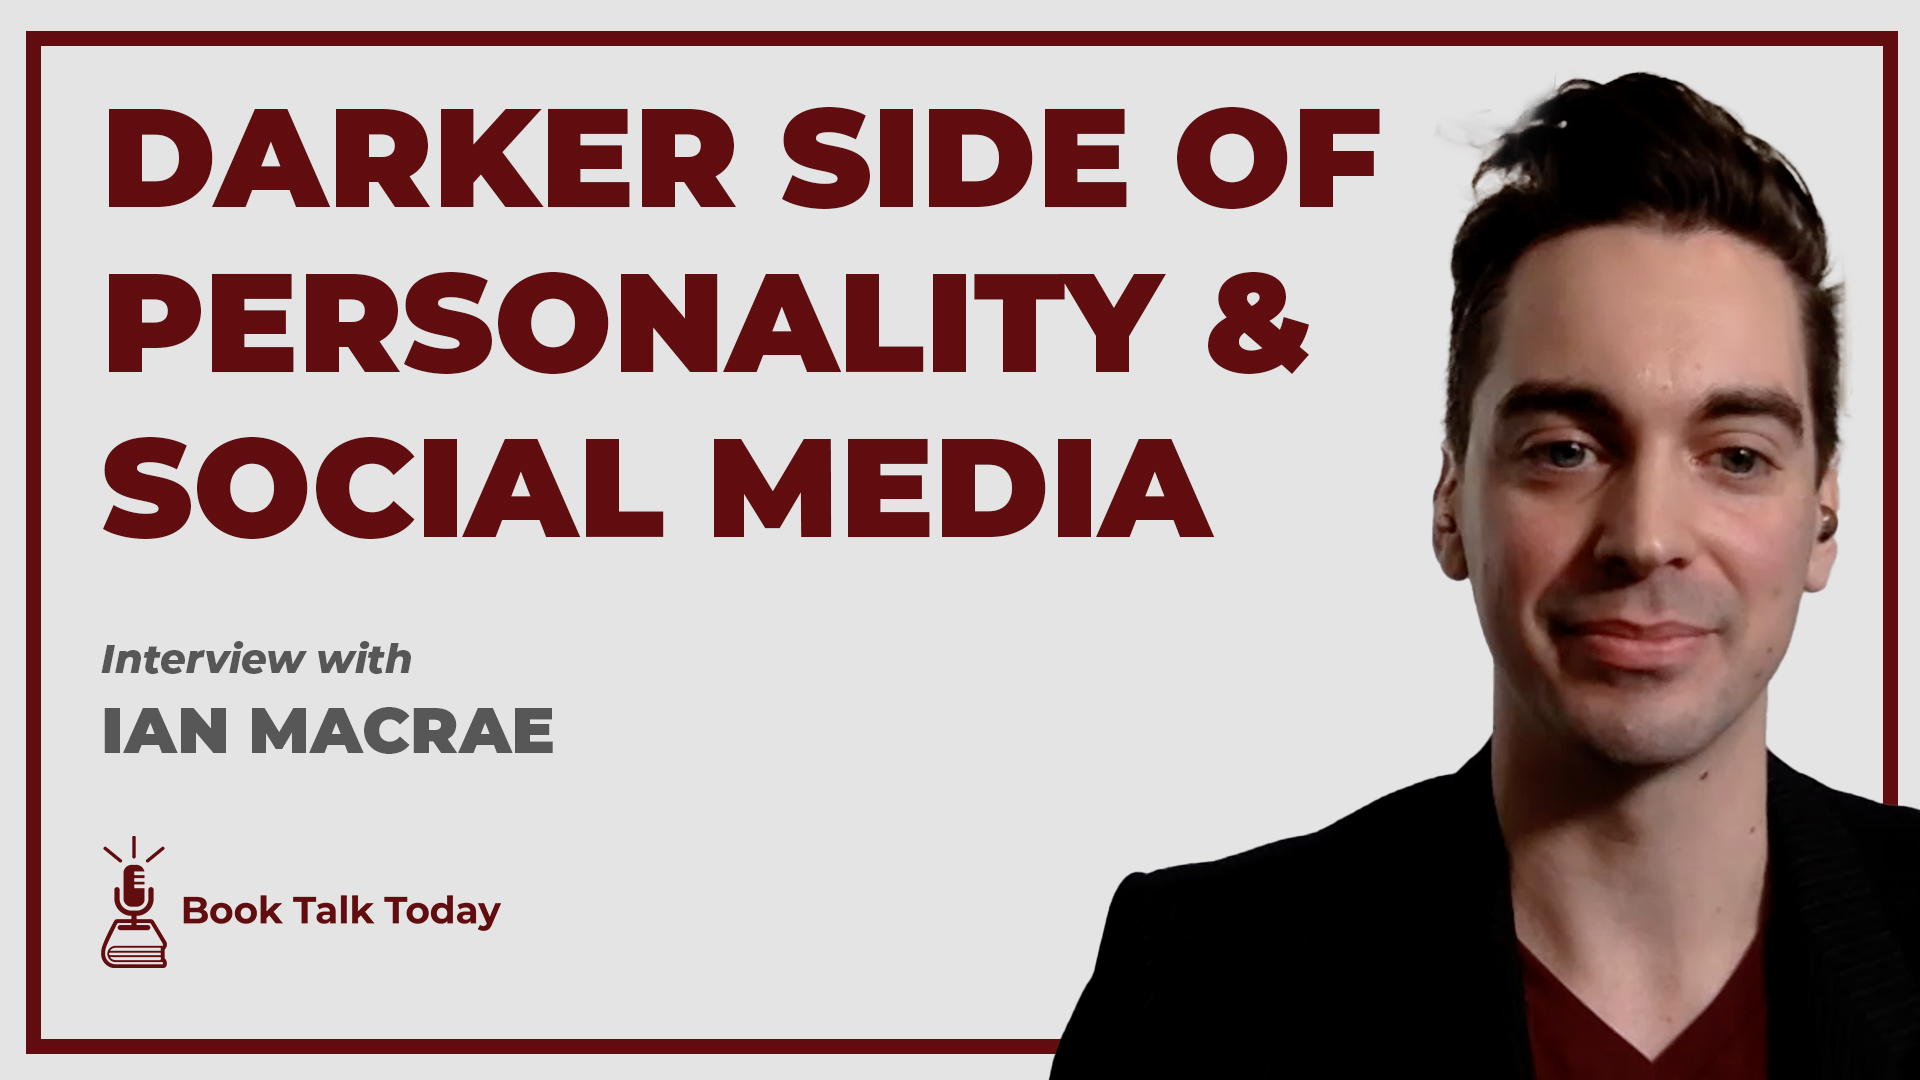 DARKER SIDE OF
PERSONALITY &
SOCIAL MEDIA
Interview with
IAN MACRAE
Book Talk Today